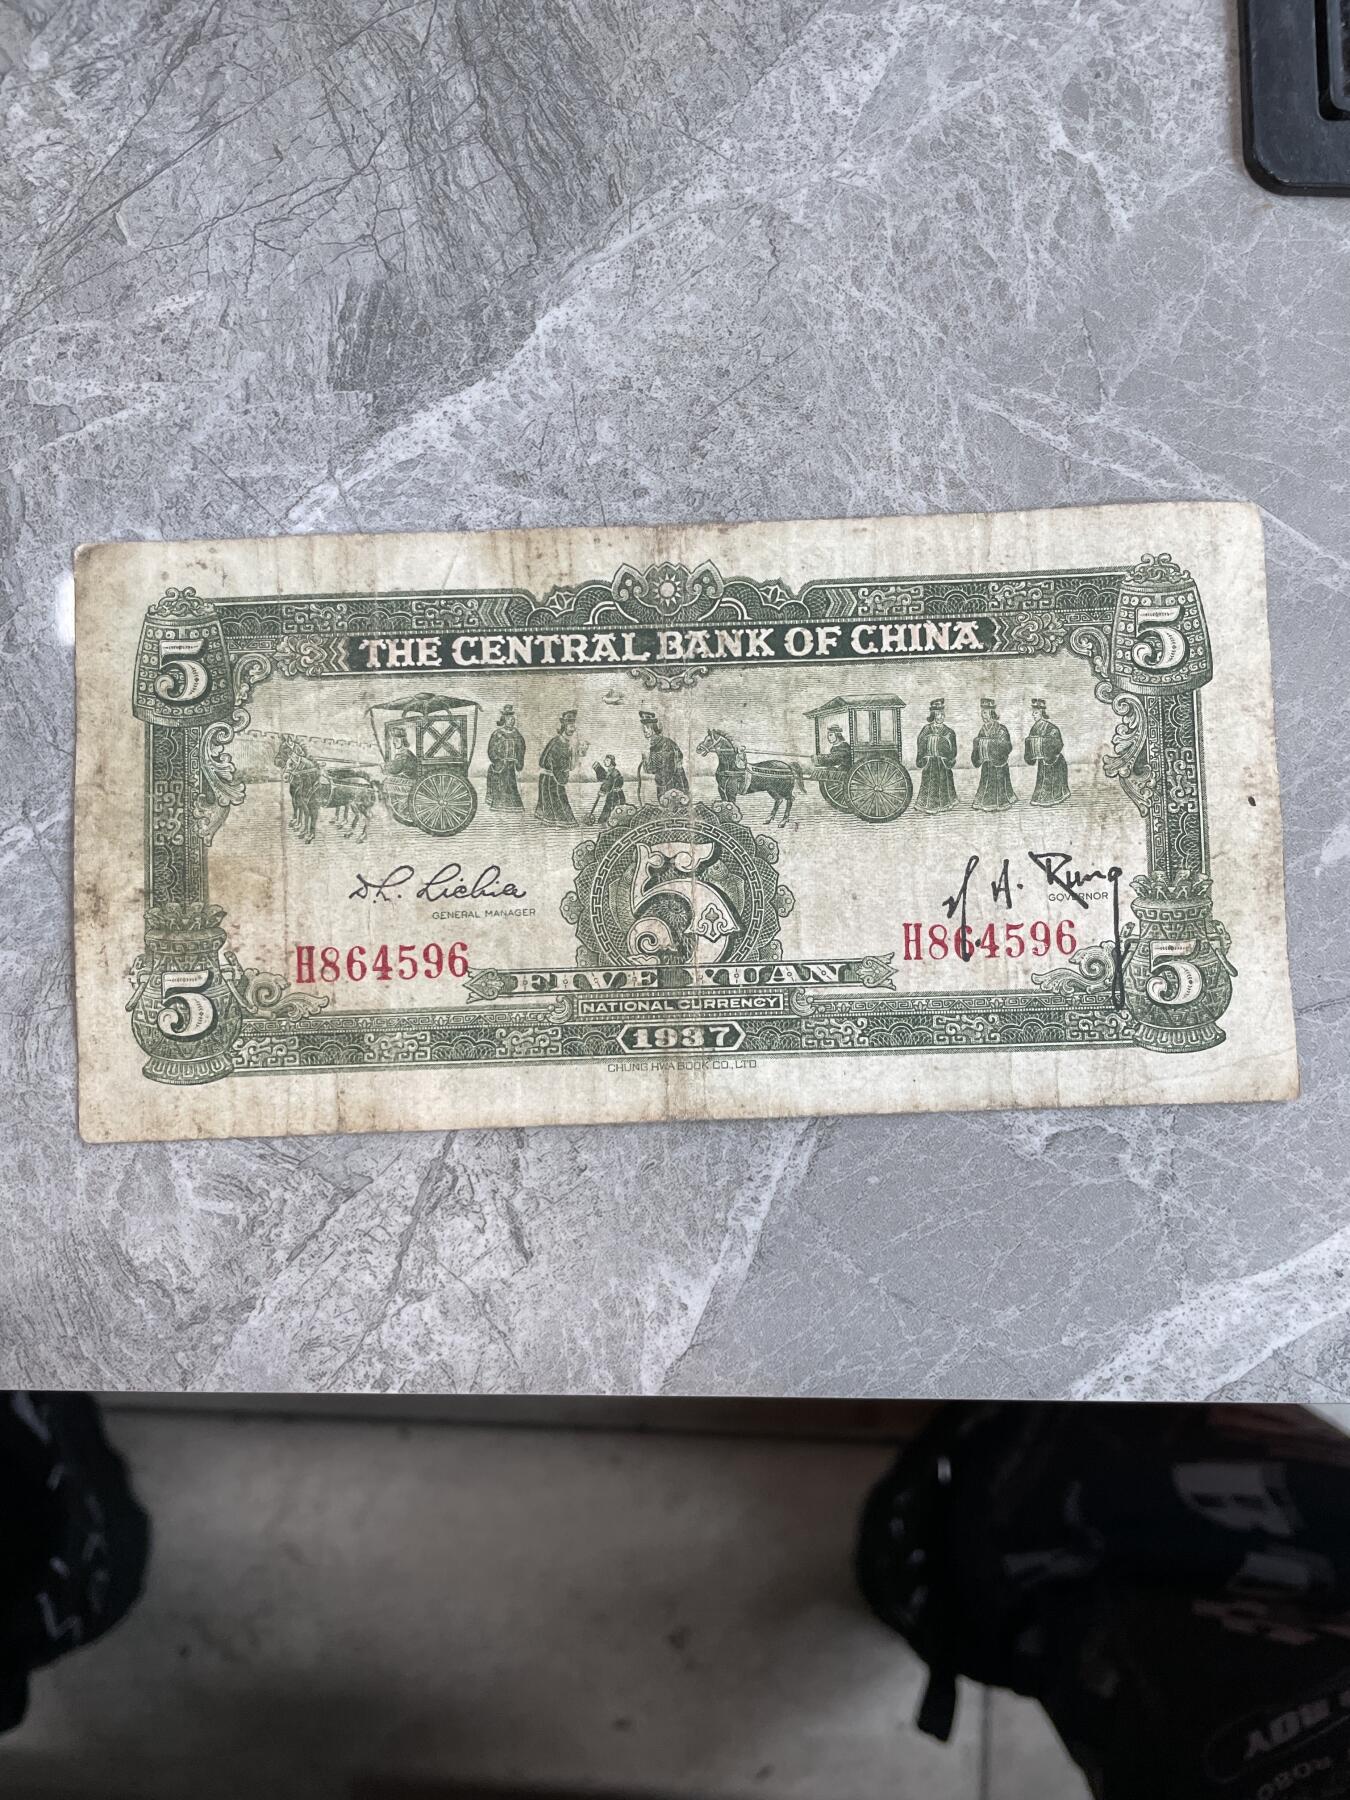 5
5
THE CENTRAL BANK OF CHINA
GENERAL MANAGER
H. H. Kung
GOVERNOR
H864596
5
H864596
5
FIVE YUAN
5
NATIONAL CURRENCY
1937
CHUNG HWA BOOK CO., LTD